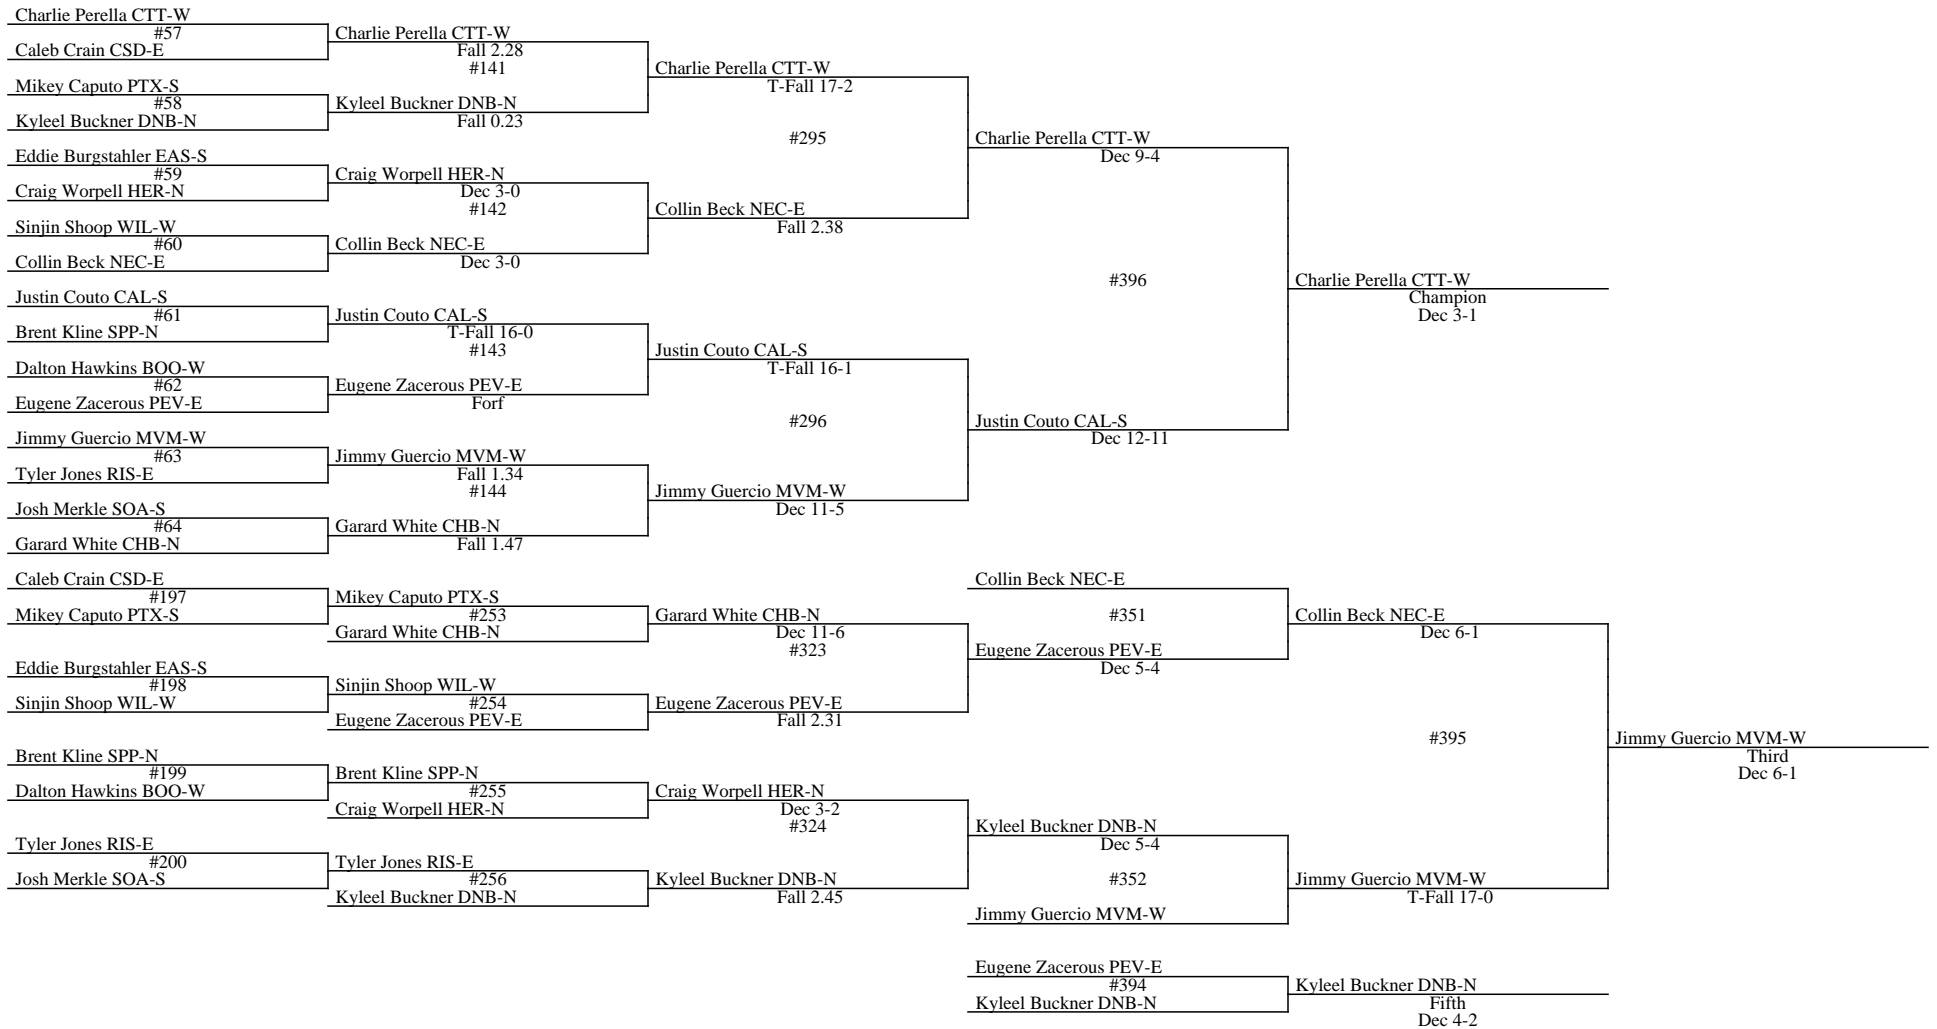 Charlie Perella CTT-W
#57
Caleb Crain CSD-E
Mikey Caputo PTX-S
#58
Kyleel Buckner DNB-N
Eddie Burgstahler EAS-S
#59
Craig Worpell HER-N
Sinjin Shoop WIL-W
#60
Collin Beck NEC-E
Justin Couto CAL-S
#61
Brent Kline SPP-N
Dalton Hawkins BOO-W
#62
Eugene Zacerous PEV-E
Jimmy Guercio MVM-W
#63
Tyler Jones RIS-E
Josh Merkle SOA-S
#64
Garard White CHB-N
Charlie Perella CTT-W
Fall 2.28
#141
Kyleel Buckner DNB-N
Fall 0.23
Craig Worpell HER-N
Dec 3-0
#142
Collin Beck NEC-E
Dec 3-0
Justin Couto CAL-S
T-Fall 16-0
#143
Eugene Zacerous PEV-E
Forf
Jimmy Guercio MVM-W
Fall 1.34
#144
Garard White CHB-N
Fall 1.47
Charlie Perella CTT-W
T-Fall 17-2
#295
Collin Beck NEC-E
Fall 2.38
Justin Couto CAL-S
T-Fall 16-1
#296
Jimmy Guercio MVM-W
Dec 11-5
Charlie Perella CTT-W
Dec 9-4
#396
Justin Couto CAL-S
Dec 12-11
Charlie Perella CTT-W
Champion
Dec 3-1
Caleb Crain CSD-E
#197
Mikey Caputo PTX-S
Eddie Burgstahler EAS-S
#198
Sinjin Shoop WIL-W
Brent Kline SPP-N
#199
Dalton Hawkins BOO-W
Tyler Jones RIS-E
#200
Josh Merkle SOA-S
Mikey Caputo PTX-S
#253
Garard White CHB-N
Sinjin Shoop WIL-W
#254
Eugene Zacerous PEV-E
Brent Kline SPP-N
#255
Craig Worpell HER-N
Tyler Jones RIS-E
#256
Kyleel Buckner DNB-N
Garard White CHB-N
Dec 11-6
#323
Eugene Zacerous PEV-E
Fall 2.31
Craig Worpell HER-N
Dec 3-2
#324
Kyleel Buckner DNB-N
Fall 2.45
Collin Beck NEC-E
#351
Eugene Zacerous PEV-E
Dec 5-4
Kyleel Buckner DNB-N
Dec 5-4
#352
Jimmy Guercio MVM-W
Collin Beck NEC-E
Dec 6-1
#395
Jimmy Guercio MVM-W
T-Fall 17-0
Jimmy Guercio MVM-W
Third
Dec 6-1
Eugene Zacerous PEV-E
#394
Kyleel Buckner DNB-N
Kyleel Buckner DNB-N
Fifth
Dec 4-2